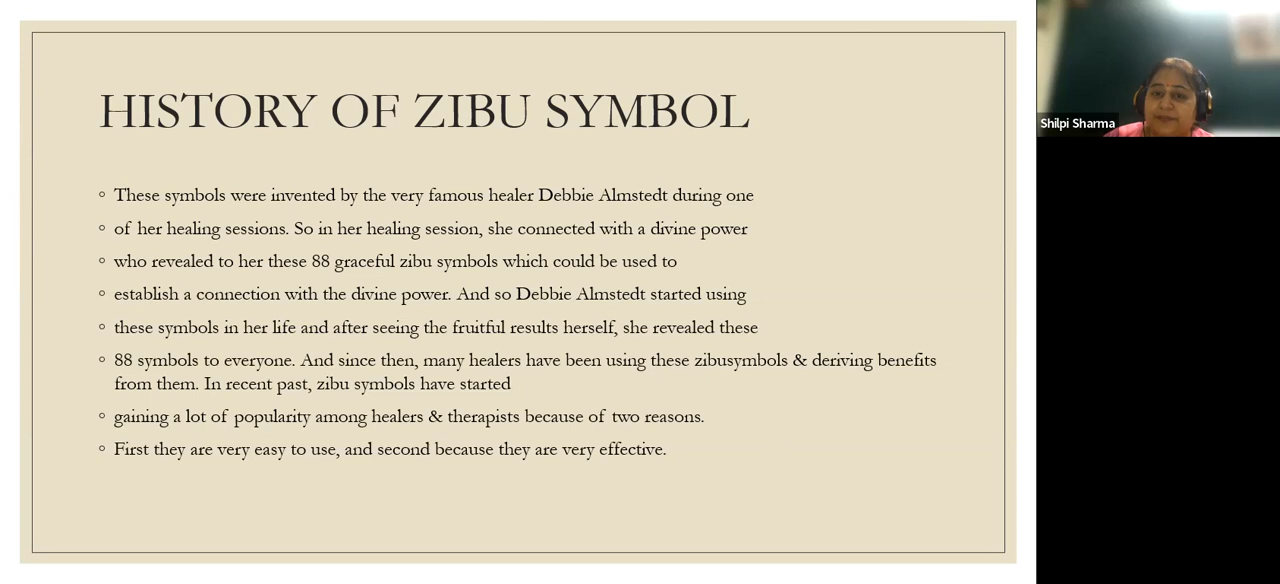 HISTORY OF ZIBU SYMBOL
◦ These symbols were invented by the very famous healer Debbie Almstedt during one
◦ of her healing sessions. So in her healing session, she connected with a divine power
◦ who revealed to her these 88 graceful zibu symbols which could be used to
◦ establish a connection with the divine power. And so Debbie Almstedt started using
◦ these symbols in her life and after seeing the fruitful results herself, she revealed these
◦ 88 symbols to everyone. And since then, many healers have been using these zibusymbols & deriving benefits
from them. In recent past, zibu symbols have started
◦ gaining a lot of popularity among healers & therapists because of two reasons.
◦ First they are very easy to use, and second because they are very effective.
Shilpi Sharma